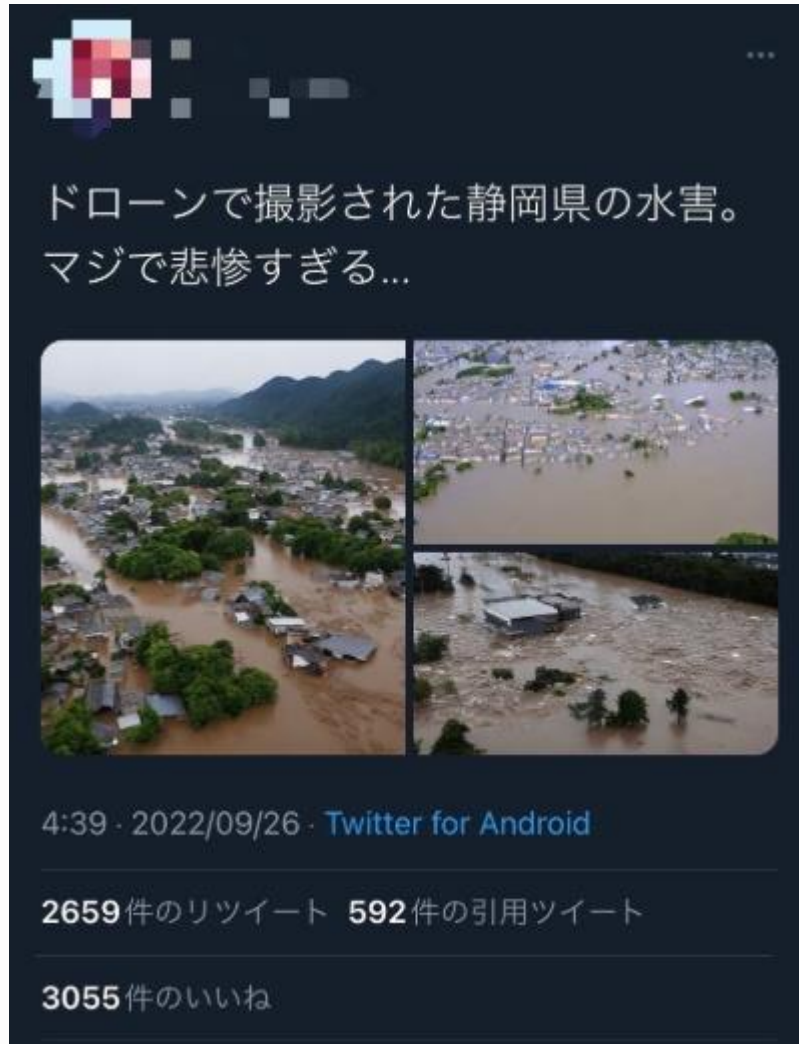 ドローンで撮影された静岡県の水害。
マジで悲惨すぎる...
4:39 · 2022/09/26 · Twitter for Android
2659件のリツイート 592件の引用ツイート
3055件のいいね